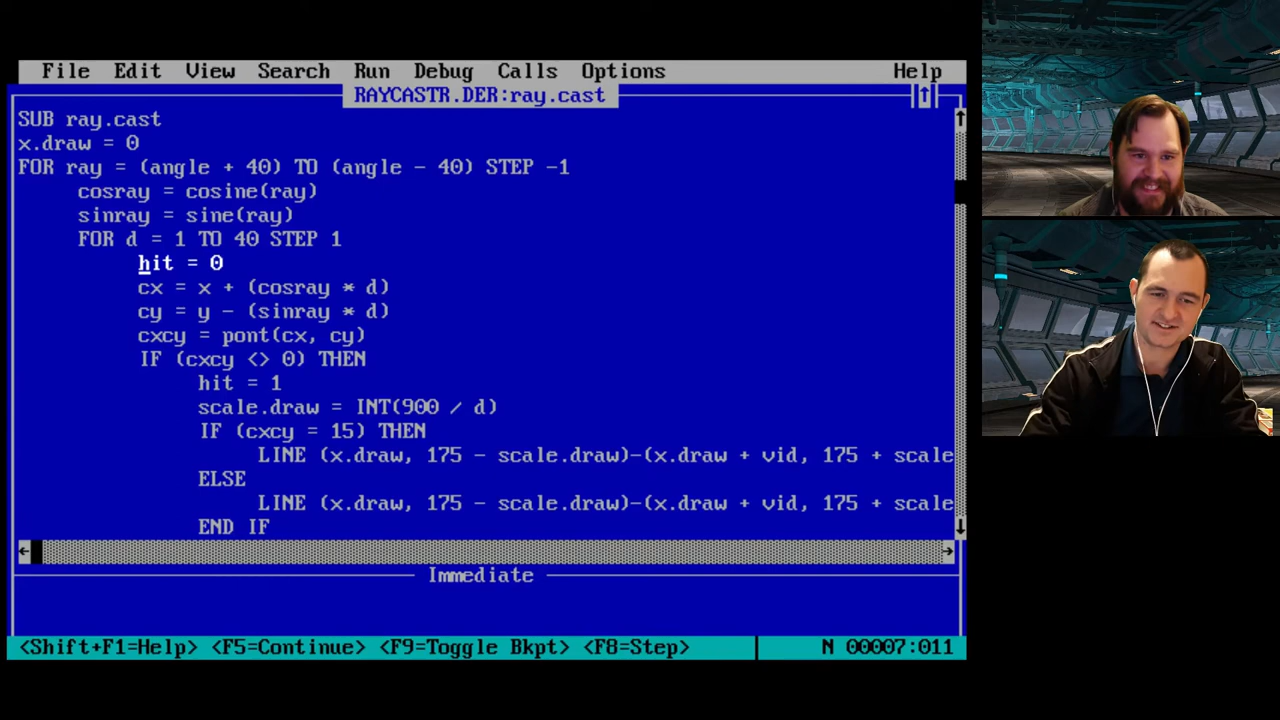 File Edit View Search Run Debug Calls Options Help
RAYCASTR.DER:ray.cast
SUB ray.cast
x.draw = 0
FOR ray = (angle + 40) TO (angle - 40) STEP -1
cosray = cosine(ray)
sinray = sine(ray)
FOR d = 1 TO 40 STEP 1
hit = 0
cx = x + (cosray * d)
cy = y - (sinray * d)
cxcy = pont(cx, cy)
IF (cxcy <> 0) THEN
hit = 1
scale.draw = INT(900 / d)
IF (cxcy = 15) THEN
LINE (x.draw, 175 - scale.draw)-(x.draw + vid, 175 + scale
ELSE
LINE (x.draw, 175 - scale.draw)-(x.draw + vid, 175 + scale
END IF
Immediate
<Shift+F1=Help> <F5=Continue> <F9=Toggle Bkpt> <F8=Step> N 00007:011